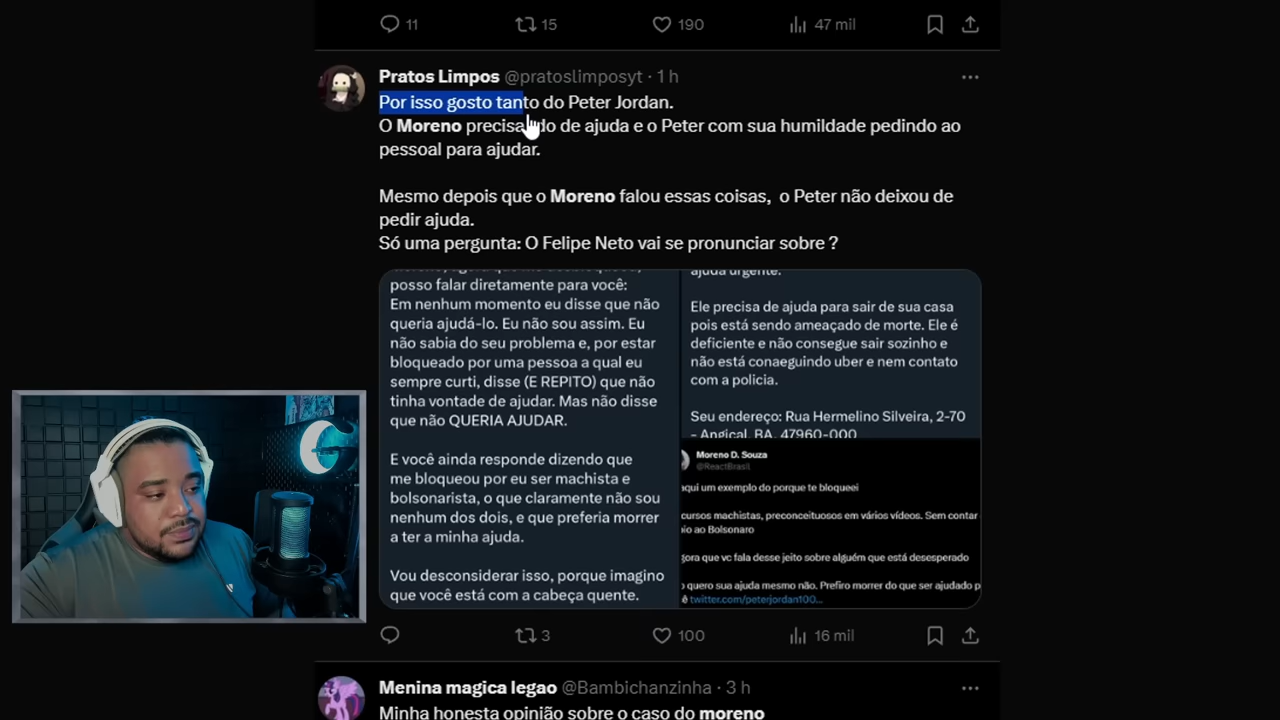 11 15 190 47 mil
Pratos Limpos @pratoslimposyt · 1 h
Por isso gosto tanto do Peter Jordan.
O Moreno precisando de ajuda e o Peter com sua humildade pedindo ao
pessoal para ajudar.
Mesmo depois que o Moreno falou essas coisas, o Peter não deixou de
pedir ajuda.
Só uma pergunta: O Felipe Neto vai se pronunciar sobre ?
posso falar diretamente para você:
Em nenhum momento eu disse que não
queria ajudá-lo. Eu não sou assim. Eu
não sabia do seu problema e, por estar
bloqueado por uma pessoa a qual eu
sempre curti, disse (E REPITO) que não
tinha vontade de ajudar. Mas não disse
que não QUERIA AJUDAR.
E você ainda responde dizendo que
me bloqueou por eu ser machista e
bolsonarista, o que claramente não sou
nenhum dos dois, e que preferia morrer
a ter a minha ajuda.
Vou desconsiderar isso, porque imagino
que você está com a cabeça quente.
ajuda urgente.
Ele precisa de ajuda para sair de sua casa
pois está sendo ameaçado de morte. Ele é
deficiente e não consegue sair sozinho e
não está conaeguindo uber e nem contato
com a policia.
Seu endereço: Rua Hermelino Silveira, 2-70
- Angical, BA, 47960-000
Moreno D. Souza
@ReactBrasil
aqui um exemplo do porque te bloqueei
cursos machistas, preconceituosos em vários vídeos. Sem contar
io ao Bolsonaro
gora que vc fala desse jeito sobre alguém que está desesperado
o quero sua ajuda mesmo não. Prefiro morrer do que ser ajudado p
ê twitter.com/peterjordan100...
3 100 16 mil
Menina magica legao @Bambichanzinha · 3 h
Minha honesta opinião sobre o caso do moreno